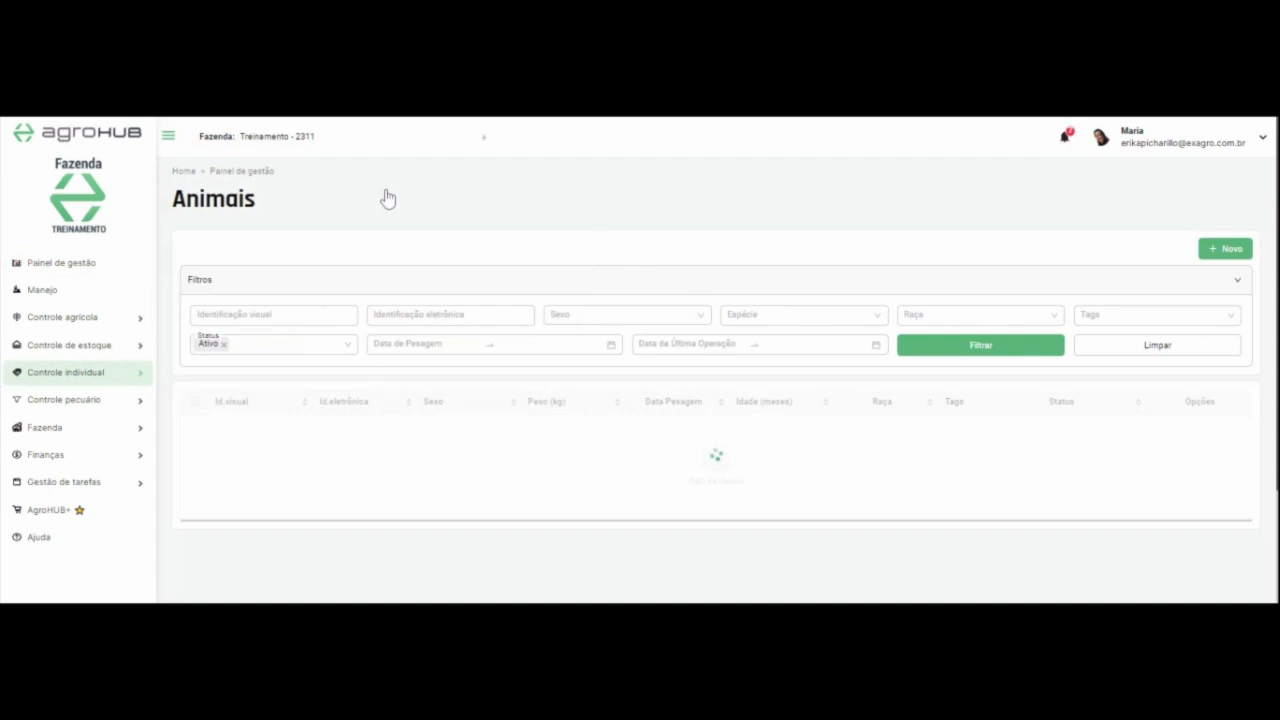 agroHUB
Fazenda: Treinamento - 2311
Maria
erikapicharillo@exagro.com.br
Fazenda
TREINAMENTO
Home > Painel de gestão
Animais
+ Novo
Painel de gestão
Manejo
Controle agrícola
Controle de estoque
Controle individual
Controle pecuário
Fazenda
Finanças
Gestão de tarefas
AgroHUB+
Ajuda
Filtros
Identificação visual
Identificação eletrônica
Sexo
Espécie
Raça
Tags
Status
Ativo x
Data de Pesagem
Data da Última Operação
Filtrar
Limpar
Id.visual
Id.eletrônica
Sexo
Peso (kg)
Data Pesagem
Idade (meses)
Raça
Tags
Status
Opções